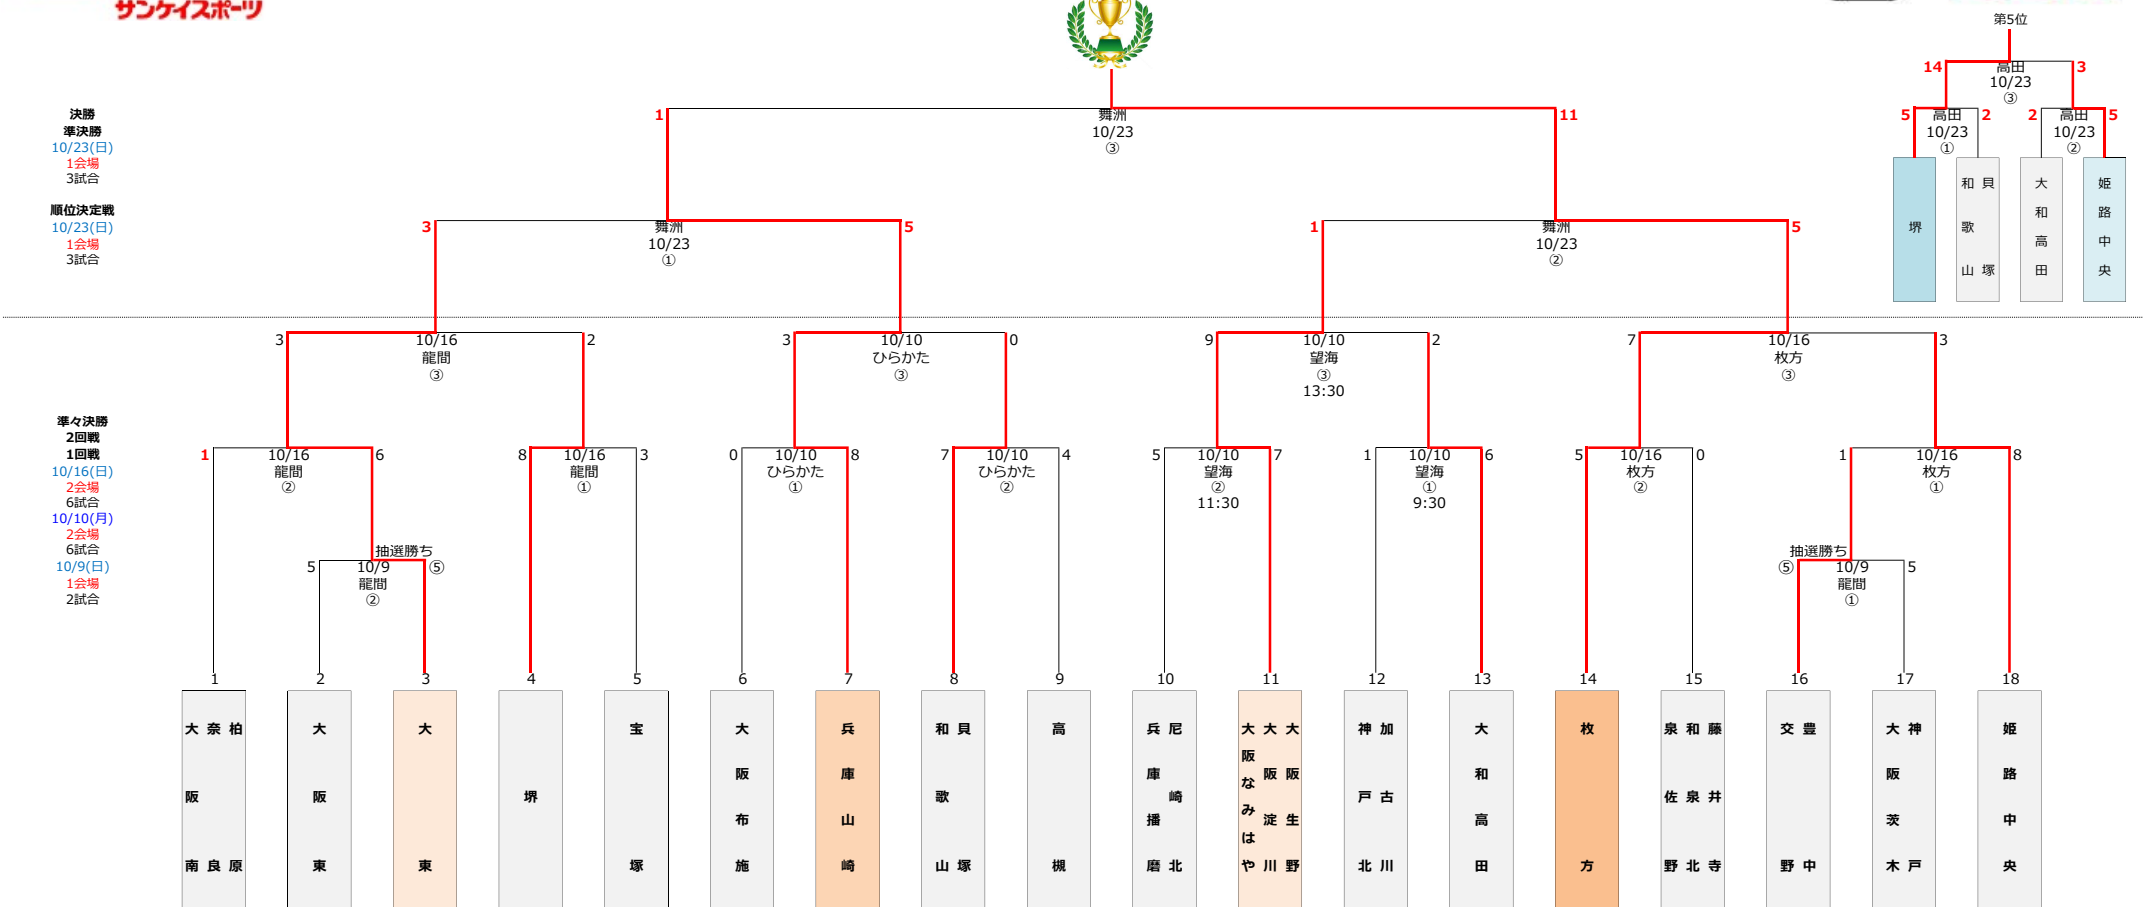 サンケイスポーツ
第5位
14 高田 3
10/23
③
決勝
準決勝
10/23(日)
1会場
3試合
順位決定戦
10/23(日)
1会場
3試合
1 舞洲 11
10/23
③
5 高田 2
10/23
①
2 高田 5
10/23
②
堺
和歌山
貝塚
大和高田
姫路中央
3 舞洲 5
10/23
①
1 舞洲 5
10/23
②
3 10/16 2
龍間
③
3 10/10 0
ひらかた
③
9 10/10 2
望海
③
13:30
7 10/16 3
枚方
③
準々決勝
2回戦
1回戦
10/16(日)
2会場
6試合
10/10(月)
2会場
6試合
10/9(日)
1会場
2試合
1 10/16 6
龍間
②
8 10/16 3
龍間
①
0 10/10 8
ひらかた
①
7 10/10 4
ひらかた
②
5 10/10 7
望海
②
11:30
1 10/10 6
望海
①
9:30
5 10/16 0
枚方
②
1 10/16 8
枚方
①
抽選勝ち
5 10/9 ⑤
龍間
②
抽選勝ち
⑤ 10/9 5
龍間
①
1 2 3 4 5 6 7 8 9 10 11 12 13 14 15 16 17 18
大阪南
奈良
柏原
大阪東
大東
堺
宝塚
大阪布施
兵庫山崎
和歌山
貝塚
高槻
兵庫播磨
尼崎北
大阪なみはや
大阪淀川
大阪生野
神戸北
加古川
大和高田
枚方
泉佐野
和泉北
藤井寺
交野
豊中
大阪茨木
神戸
姫路中央